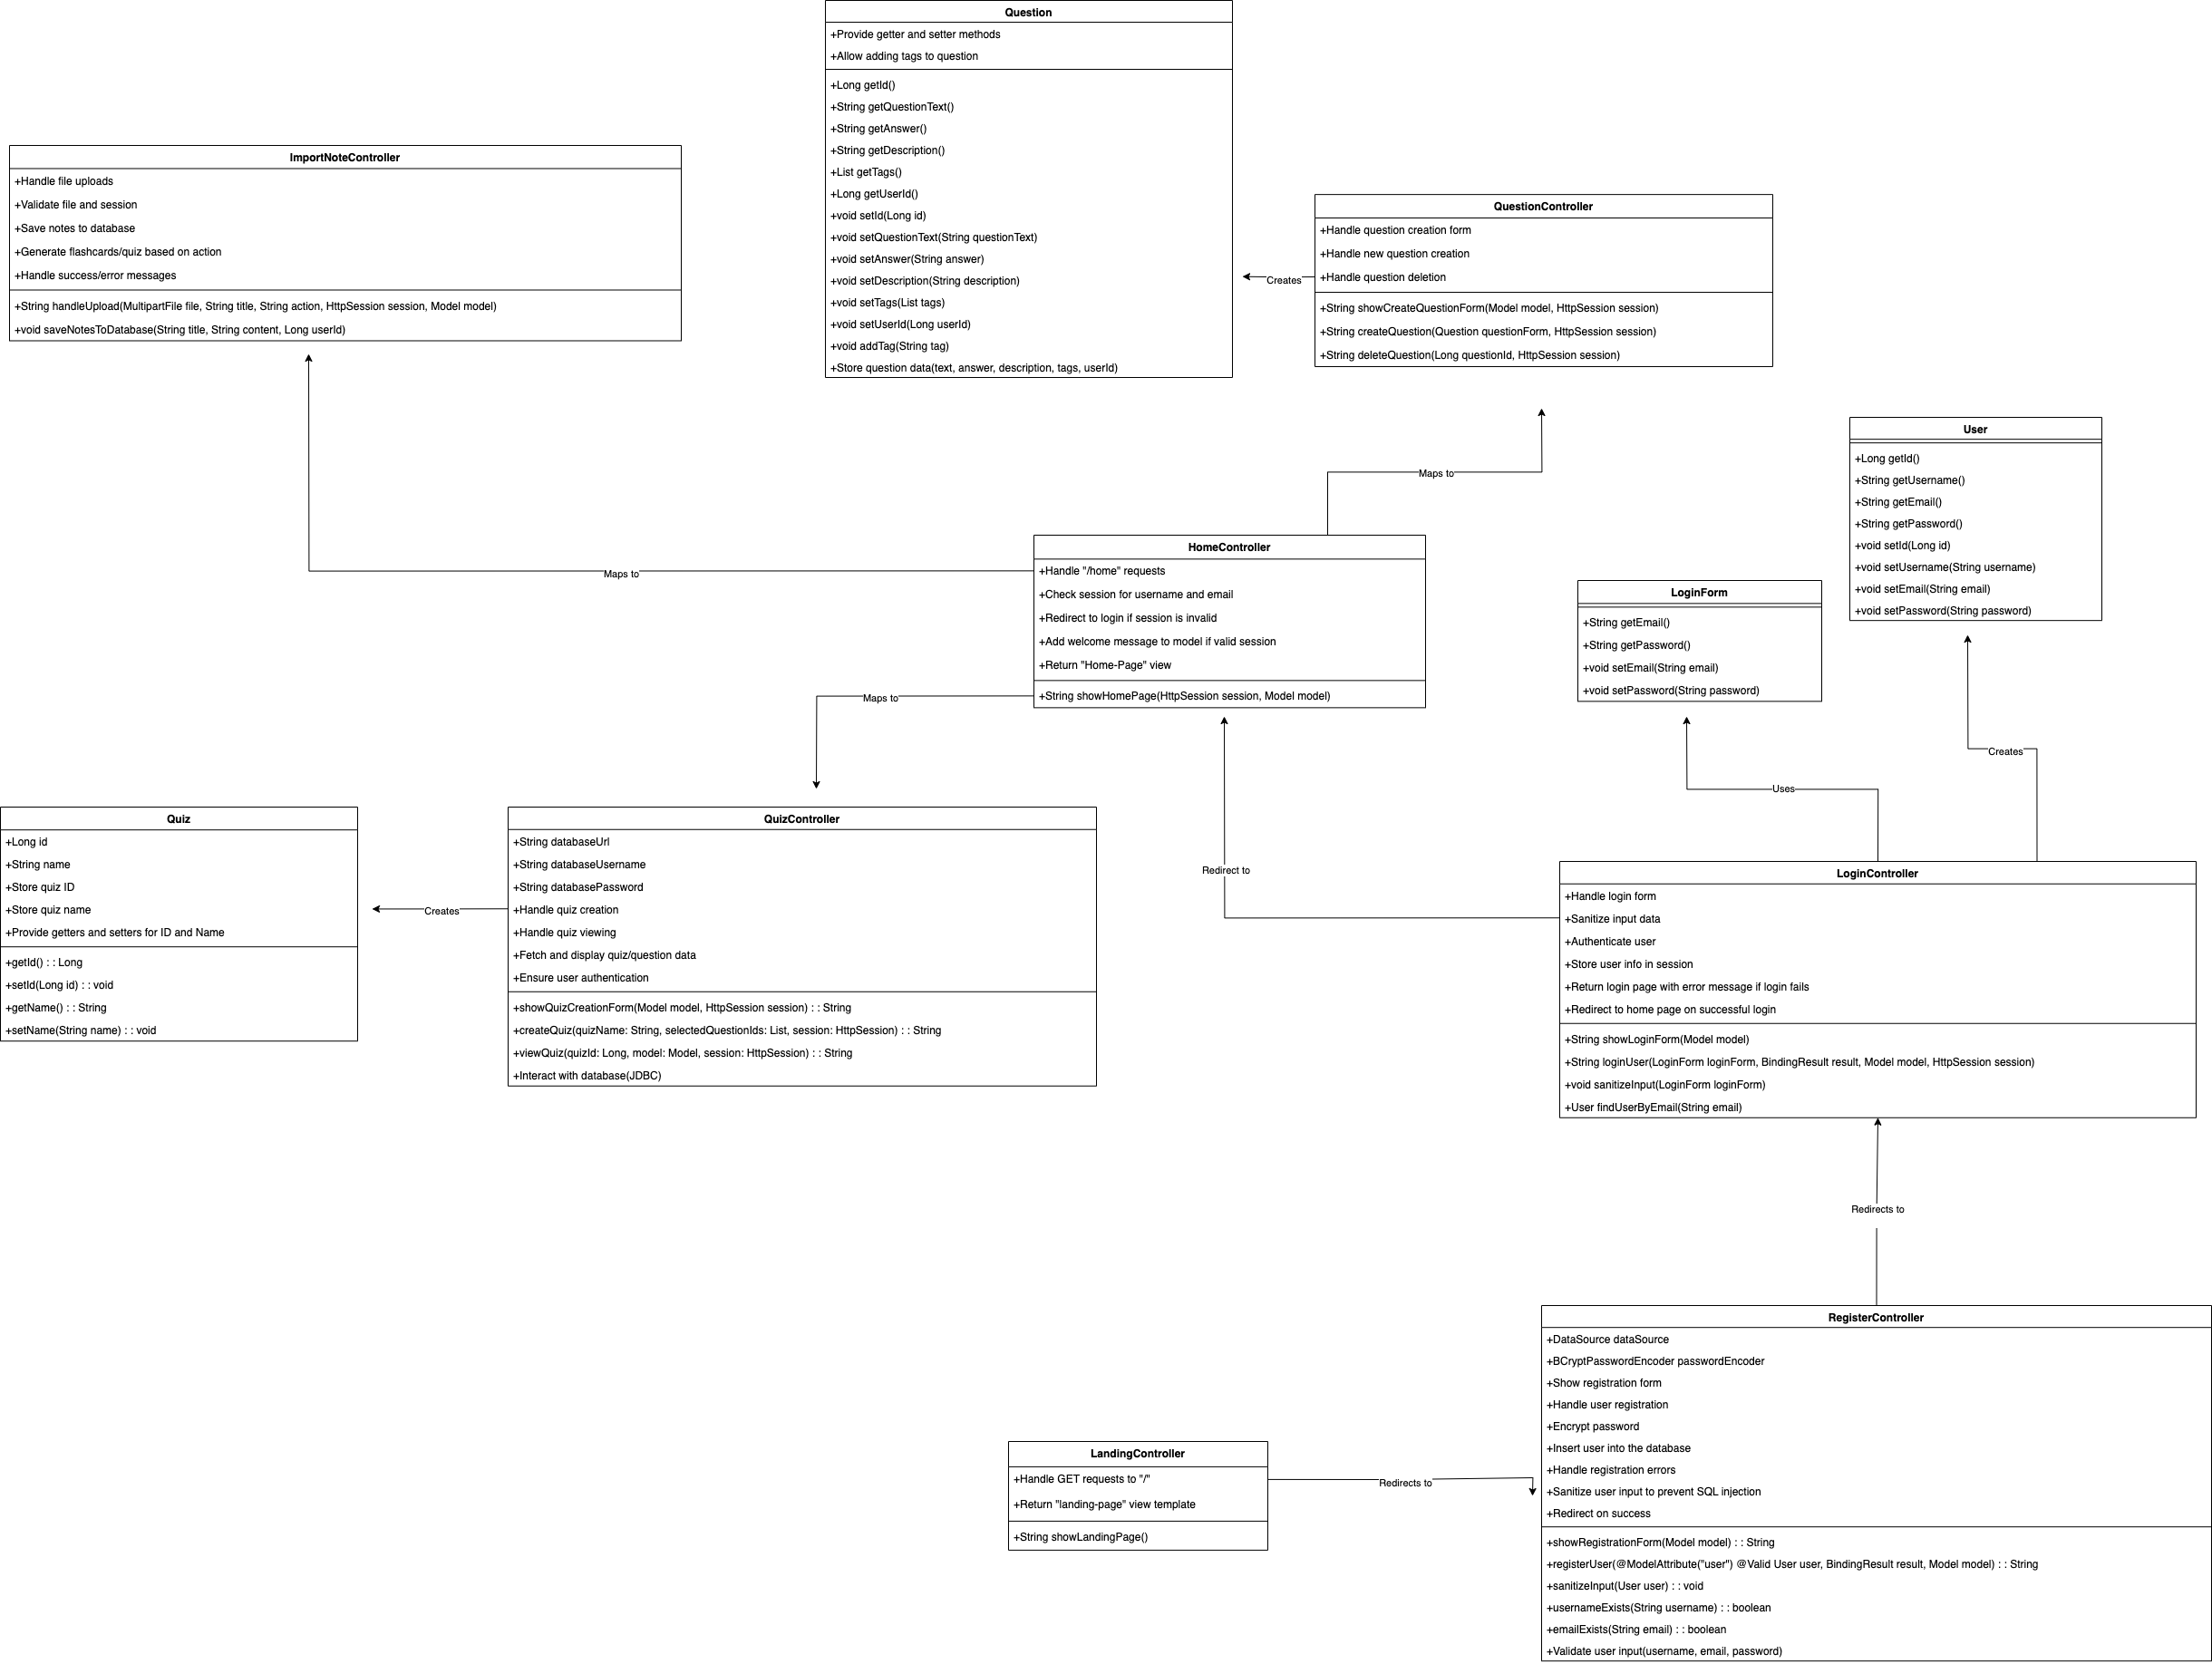 Question
+Provide getter and setter methods
+Allow adding tags to question
+Long getId()
+String getQuestionText()
+String getAnswer()
+String getDescription()
+List getTags()
+Long getUserId()
+void setId(Long id)
+void setQuestionText(String questionText)
+void setAnswer(String answer)
+void setDescription(String description)
+void setTags(List tags)
+void setUserId(Long userId)
+void addTag(String tag)
+Store question data(text, answer, description, tags, userId)
ImportNoteController
+Handle file uploads
+Validate file and session
+Save notes to database
+Generate flashcards/quiz based on action
+Handle success/error messages
+String handleUpload(MultipartFile file, String title, String action, HttpSession session, Model model)
+void saveNotesToDatabase(String title, String content, Long userId)
QuestionController
+Handle question creation form
+Handle new question creation
+Handle question deletion
+String showCreateQuestionForm(Model model, HttpSession session)
+String createQuestion(Question questionForm, HttpSession session)
+String deleteQuestion(Long questionId, HttpSession session)
Creates
User
+Long getId()
+String getUsername()
+String getEmail()
+String getPassword()
+void setId(Long id)
+void setUsername(String username)
+void setEmail(String email)
+void setPassword(String password)
Maps to
HomeController
+Handle "/home" requests
+Check session for username and email
+Redirect to login if session is invalid
+Add welcome message to model if valid session
+Return "Home-Page" view
+String showHomePage(HttpSession session, Model model)
Maps to
Maps to
LoginForm
+String getEmail()
+String getPassword()
+void setEmail(String email)
+void setPassword(String password)
Creates
Uses
Redirect to
Quiz
+Long id
+String name
+Store quiz ID
+Store quiz name
+Provide getters and setters for ID and Name
+getId() : : Long
+setId(Long id) : : void
+getName() : : String
+setName(String name) : : void
Creates
QuizController
+String databaseUrl
+String databaseUsername
+String databasePassword
+Handle quiz creation
+Handle quiz viewing
+Fetch and display quiz/question data
+Ensure user authentication
+showQuizCreationForm(Model model, HttpSession session) : : String
+createQuiz(quizName: String, selectedQuestionIds: List, session: HttpSession) : : String
+viewQuiz(quizId: Long, model: Model, session: HttpSession) : : String
+Interact with database(JDBC)
LoginController
+Handle login form
+Sanitize input data
+Authenticate user
+Store user info in session
+Return login page with error message if login fails
+Redirect to home page on successful login
+String showLoginForm(Model model)
+String loginUser(LoginForm loginForm, BindingResult result, Model model, HttpSession session)
+void sanitizeInput(LoginForm loginForm)
+User findUserByEmail(String email)
Redirects to
RegisterController
+DataSource dataSource
+BCryptPasswordEncoder passwordEncoder
+Show registration form
+Handle user registration
+Encrypt password
+Insert user into the database
+Handle registration errors
+Sanitize user input to prevent SQL injection
+Redirect on success
+showRegistrationForm(Model model) : : String
+registerUser(@ModelAttribute("user") @Valid User user, BindingResult result, Model model) : : String
+sanitizeInput(User user) : : void
+usernameExists(String username) : : boolean
+emailExists(String email) : : boolean
+Validate user input(username, email, password)
LandingController
+Handle GET requests to "/"
+Return "landing-page" view template
+String showLandingPage()
Redirects to